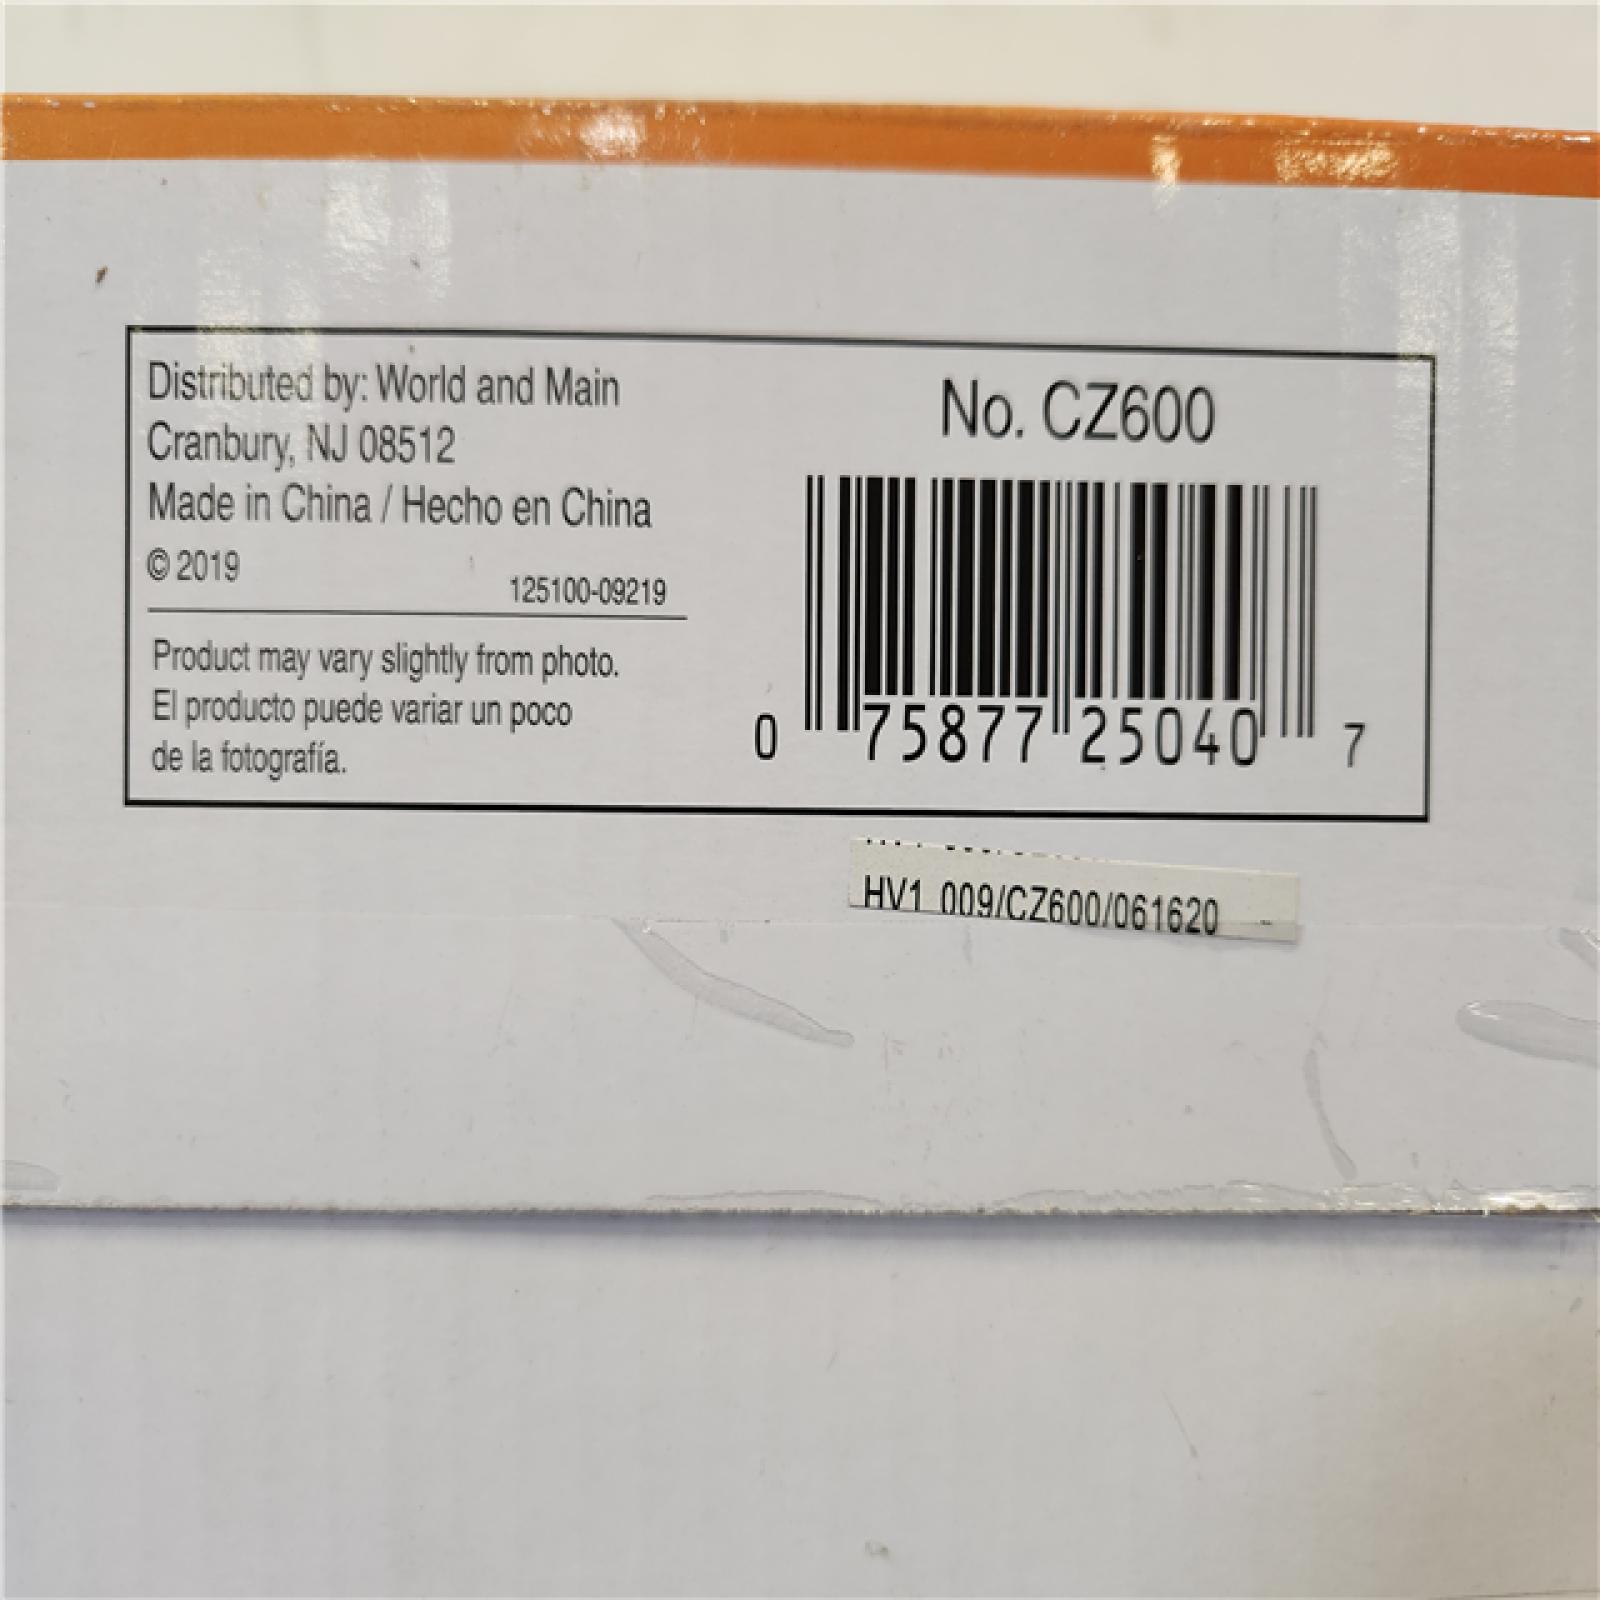 Distributed by: World and Main
Cranbury, NJ 08512
Made in China / Hecho en China
© 2019
125100-09219
Product may vary slightly from photo.
El producto puede variar un poco
de la fotografía.
No. CZ600
0 75877 25040 7
HV1 009/CZ600/061620